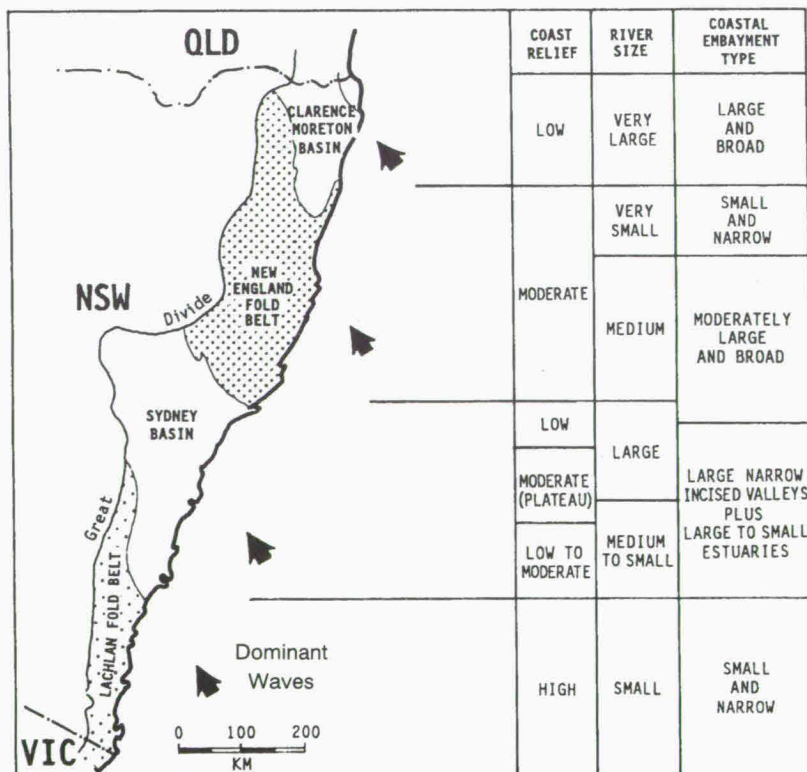 QLD
CLARENCE
MORETON
BASIN
NEW
ENGLAND
FOLD
BELT
NSW
Divide
SYDNEY
BASIN
Great
LACHLAN FOLD BELT
VIC
Dominant
Waves
0 100 200
KM
COAST
RELIEF
RIVER
SIZE
COASTAL
EMBAYMENT
TYPE
LOW
VERY
LARGE
LARGE
AND
BROAD
MODERATE
VERY
SMALL
SMALL
AND
NARROW
MEDIUM
MODERATELY
LARGE
AND BROAD
LOW
LARGE
MODERATE
(PLATEAU)
LARGE NARROW
INCISED VALLEYS
PLUS
LARGE TO SMALL
ESTUARIES
LOW TO
MODERATE
MEDIUM
TO SMALL
HIGH
SMALL
SMALL
AND
NARROW